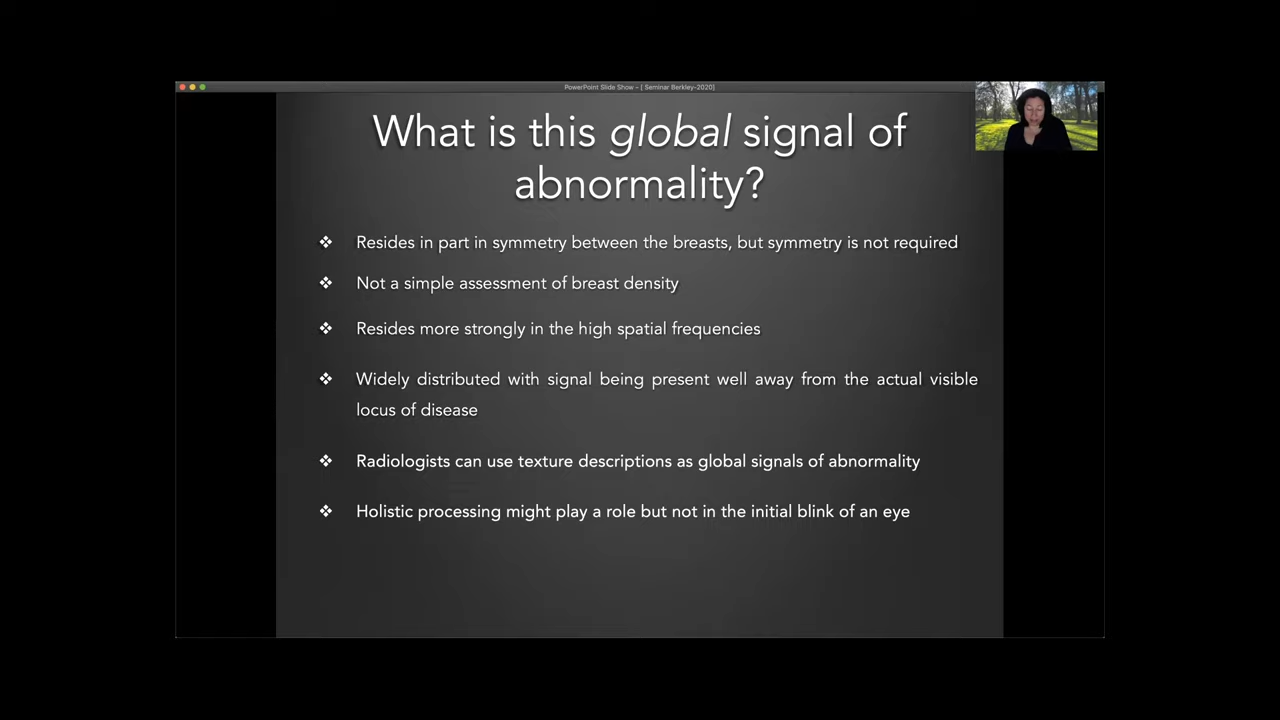 PowerPoint Slide Show - [ Seminar Berkley-2020]
What is this global signal of
abnormality?
❖ Resides in part in symmetry between the breasts, but symmetry is not required
❖ Not a simple assessment of breast density
❖ Resides more strongly in the high spatial frequencies
❖ Widely distributed with signal being present well away from the actual visible
locus of disease
❖ Radiologists can use texture descriptions as global signals of abnormality
❖ Holistic processing might play a role but not in the initial blink of an eye